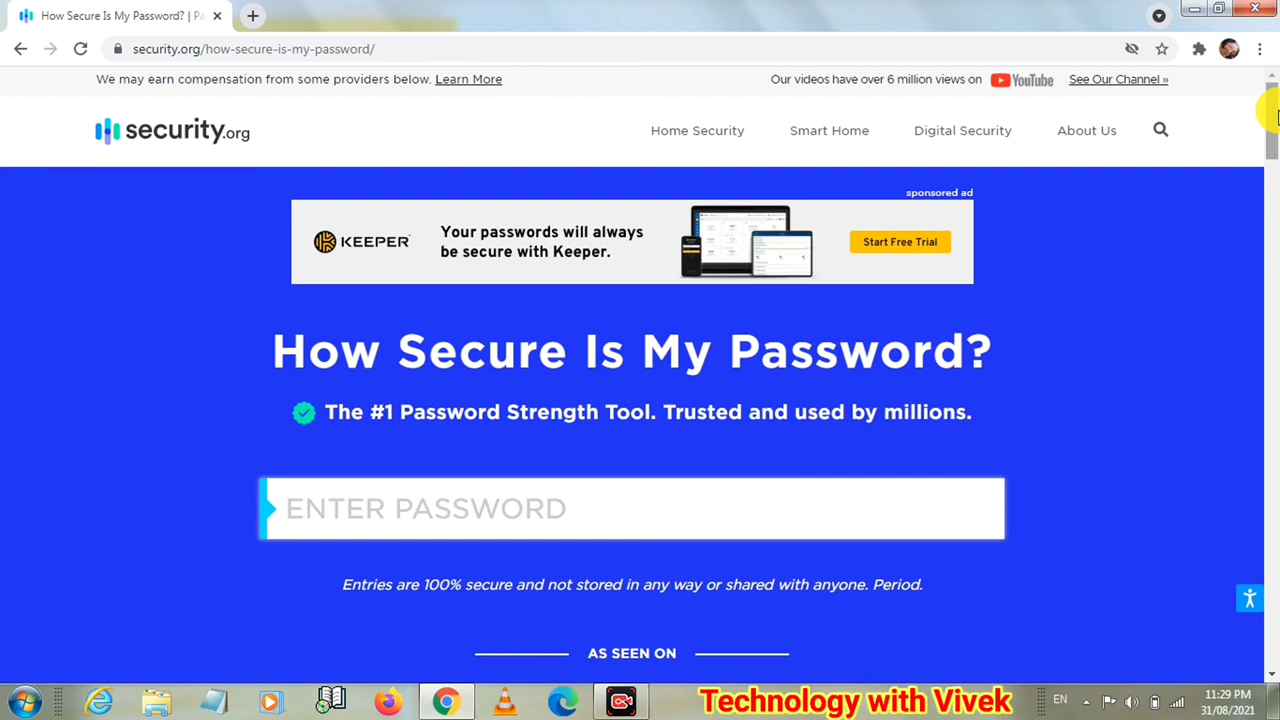 How Secure Is My Password? | Pa
security.org/how-secure-is-my-password/
We may earn compensation from some providers below. Learn More
Our videos have over 6 million views on YouTube See Our Channel »
security.org
Home Security Smart Home Digital Security About Us
sponsored ad
KEEPER
Your passwords will always
be secure with Keeper.
Start Free Trial
How Secure Is My Password?
The #1 Password Strength Tool. Trusted and used by millions.
ENTER PASSWORD
Entries are 100% secure and not stored in any way or shared with anyone. Period.
AS SEEN ON
Technology with Vivek
EN
11:29 PM
31/08/2021